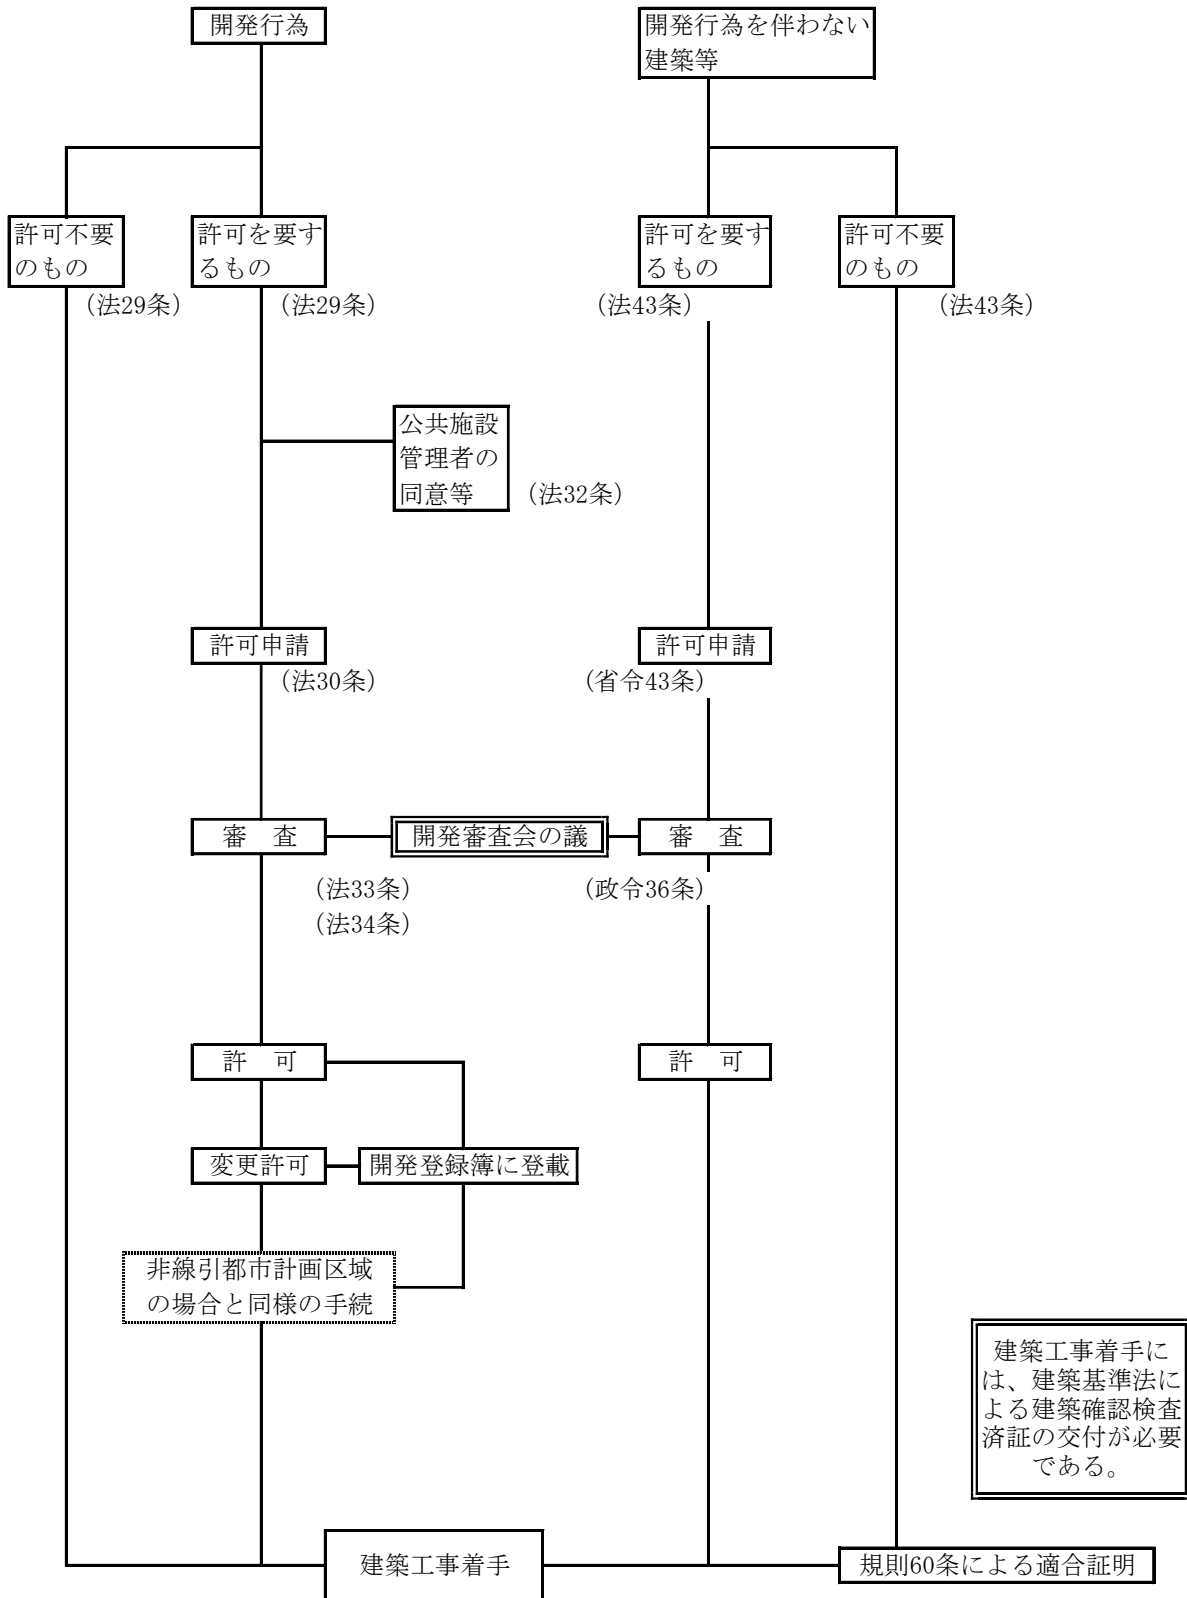 開発行為
開発行為を伴わない
建築等
許可不要
のもの
(法29条)
許可を要す
るもの
(法29条)
許可を要す
るもの
(法43条)
許可不要
のもの
(法43条)
公共施設
管理者の
同意等
(法32条)
許可申請
(法30条)
許可申請
(省令43条)
審　査
開発審査会の議
審　査
(法33条)
(法34条)
(政令36条)
許　可
許　可
変更許可
開発登録簿に登載
非線引都市計画区域
の場合と同様の手続
建築工事着手に
は、建築基準法に
よる建築確認検査
済証の交付が必要
である。
建築工事着手
規則60条による適合証明